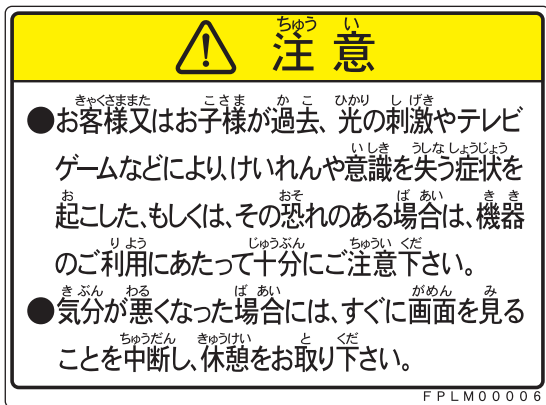 注意
●お客様又はお子様が過去、光の刺激やテレビ
ゲームなどにより、けいれんや意識を失う症状を
起こした、もしくは、その恐れのある場合は、機器
のご利用にあたって十分にご注意下さい。
●気分が悪くなった場合には、すぐに画面を見る
ことを中断し、休憩をお取り下さい。
FPLM00006